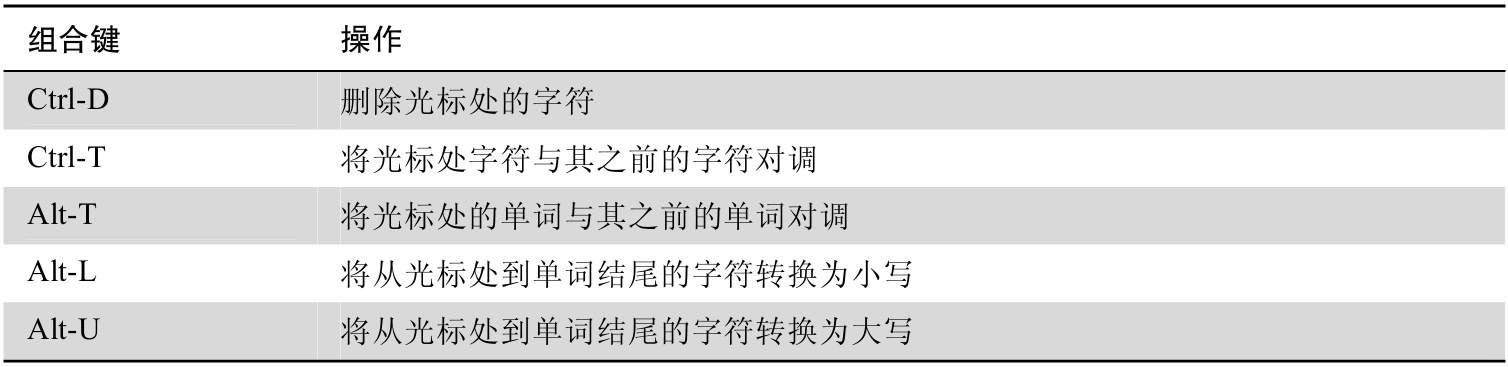 组合键 操作
Ctrl-D 删除光标处的字符
Ctrl-T 将光标处字符与其之前的字符对调
Alt-T 将光标处的单词与其之前的单词对调
Alt-L 将从光标处到单词结尾的字符转换为小写
Alt-U 将从光标处到单词结尾的字符转换为大写